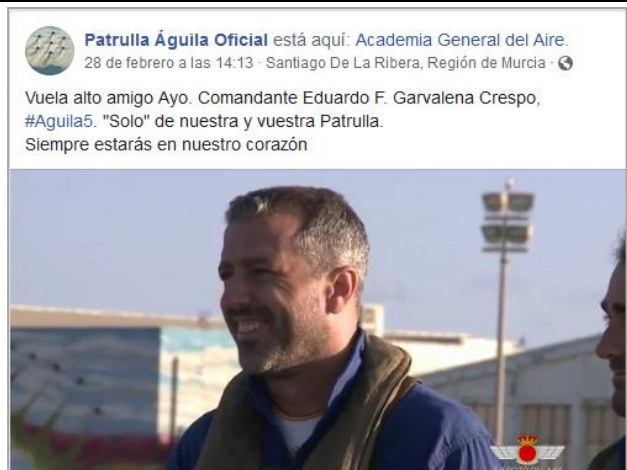 Patrulla Águila Oficial está aquí: Academia General del Aire.
28 de febrero a las 14:13 · Santiago De La Ribera, Región de Murcia ·
Vuela alto amigo Ayo. Comandante Eduardo F. Garvalena Crespo,
#Aguila5. "Solo" de nuestra y vuestra Patrulla.
Siempre estarás en nuestro corazón